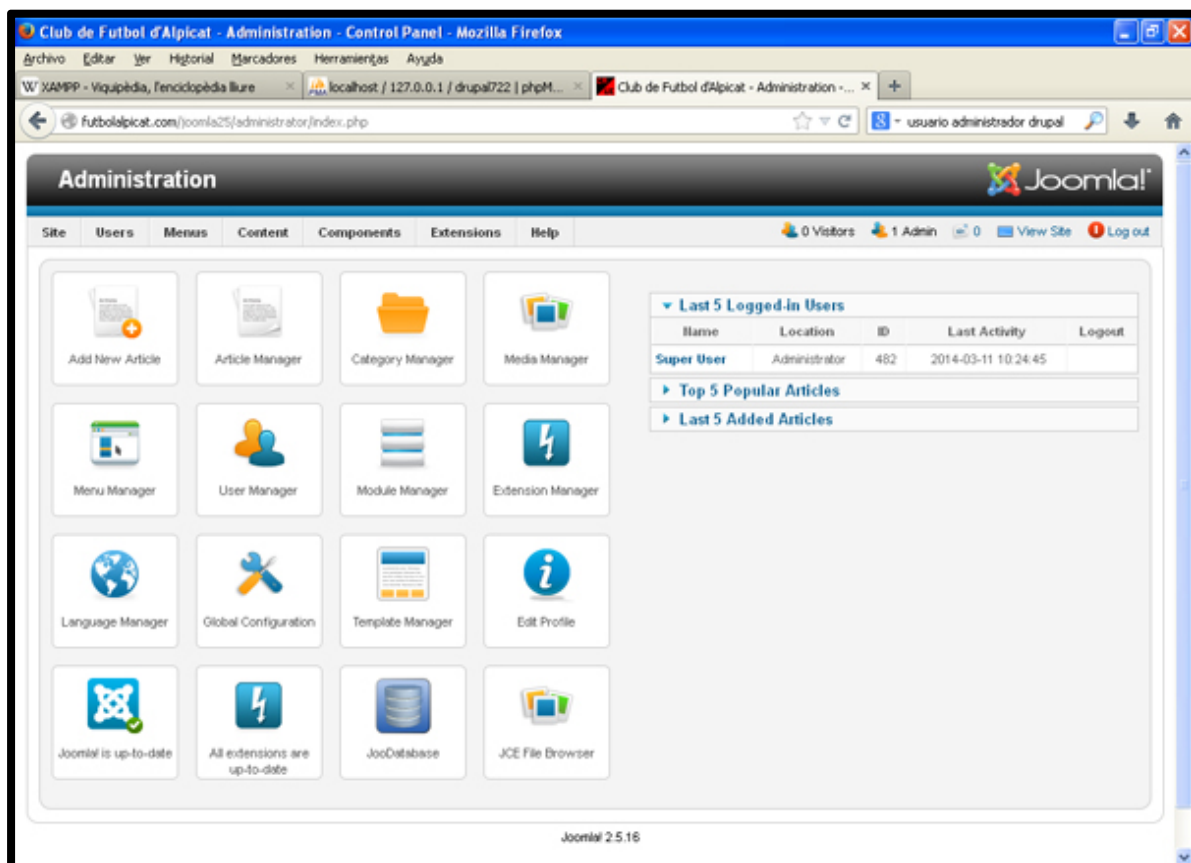 Club de Futbol d'Alpicat - Administration - Control Panel - Mozilla Firefox
Archivo Editar Ver Historial Marcadores Herramientas Ayuda
W XAMPP - Viquipèdia, l'enciclopèdia lliure localhost / 127.0.0.1 / drupal722 | phpM... Club de Futbol d'Alpicat - Administration -...
futbolalpicat.com/joomla25/administrator/index.php usuario administrador drupal
Administration Joomla!
Site Users Menus Content Components Extensions Help 0 Visitors 1 Admin 0 View Site Log out
Add New Article Article Manager Category Manager Media Manager
Menu Manager User Manager Module Manager Extension Manager
Language Manager Global Configuration Template Manager Edit Profile
Joomla! is up-to-date All extensions are up-to-date JooDatabase JCE File Browser
Last 5 Logged-in Users
Name Location ID Last Activity Logout
Super User Administrator 482 2014-03-11 10:24:45
Top 5 Popular Articles
Last 5 Added Articles
Joomla! 2.5.16